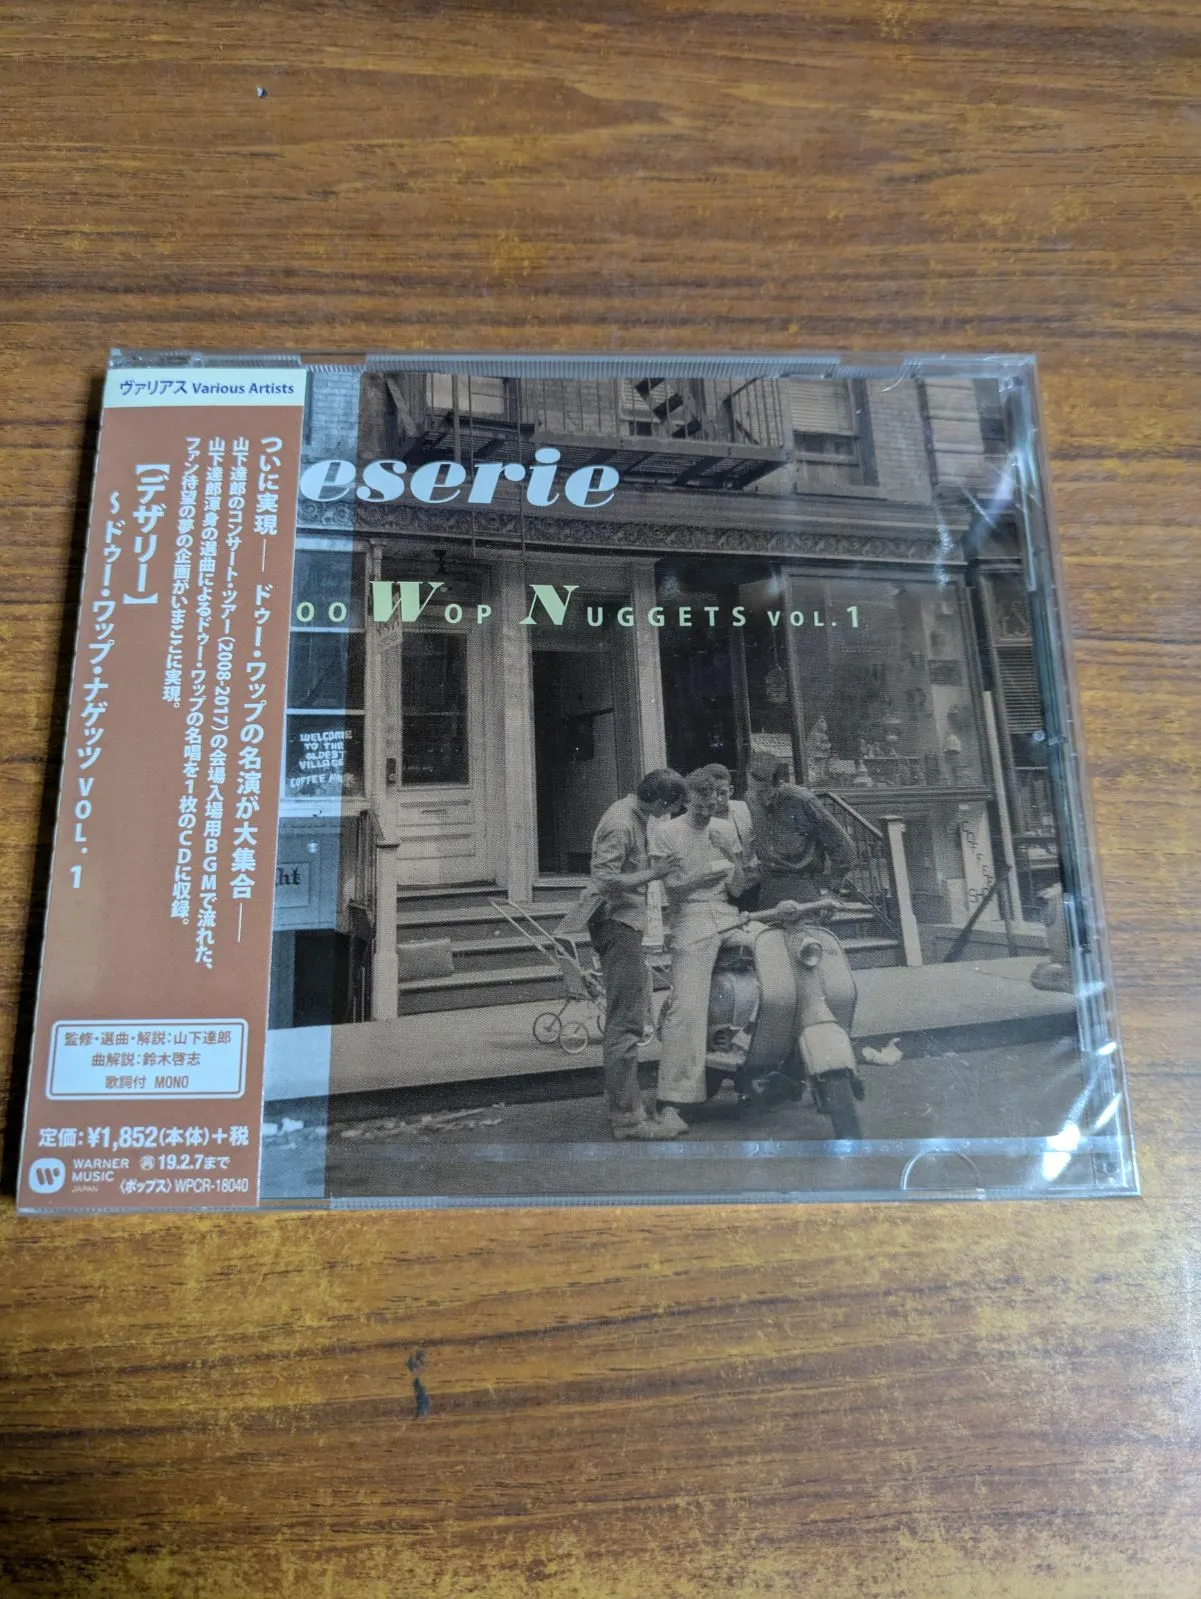 ヴァリアス Various Artists
ついに実現── ドゥー・ワップの名演が大集合──
山下達郎のコンサート・ツアー(2008-2017)の会場入場用BGMで流れた、
山下達郎渾身の選曲によるドゥー・ワップの名唱を1枚のCDに収録。
ファン待望の夢の企画がいまここに実現。
【デザリー】
～ドゥー・ワップ・ナゲッツ VOL. 1
監修・選曲・解説:山下達郎
曲解説:鈴木啓志
歌詞付 MONO
定価:¥1,852(本体)+税
WARNER
MUSIC
JAPAN
㋬19.2.7まで
〈ポップス〉WPCR-18040
eserie
OO WOP NUGGETS VOL.1
WELCOME
TO THE
OLDEST
VILLAGE
COFFEE
ht